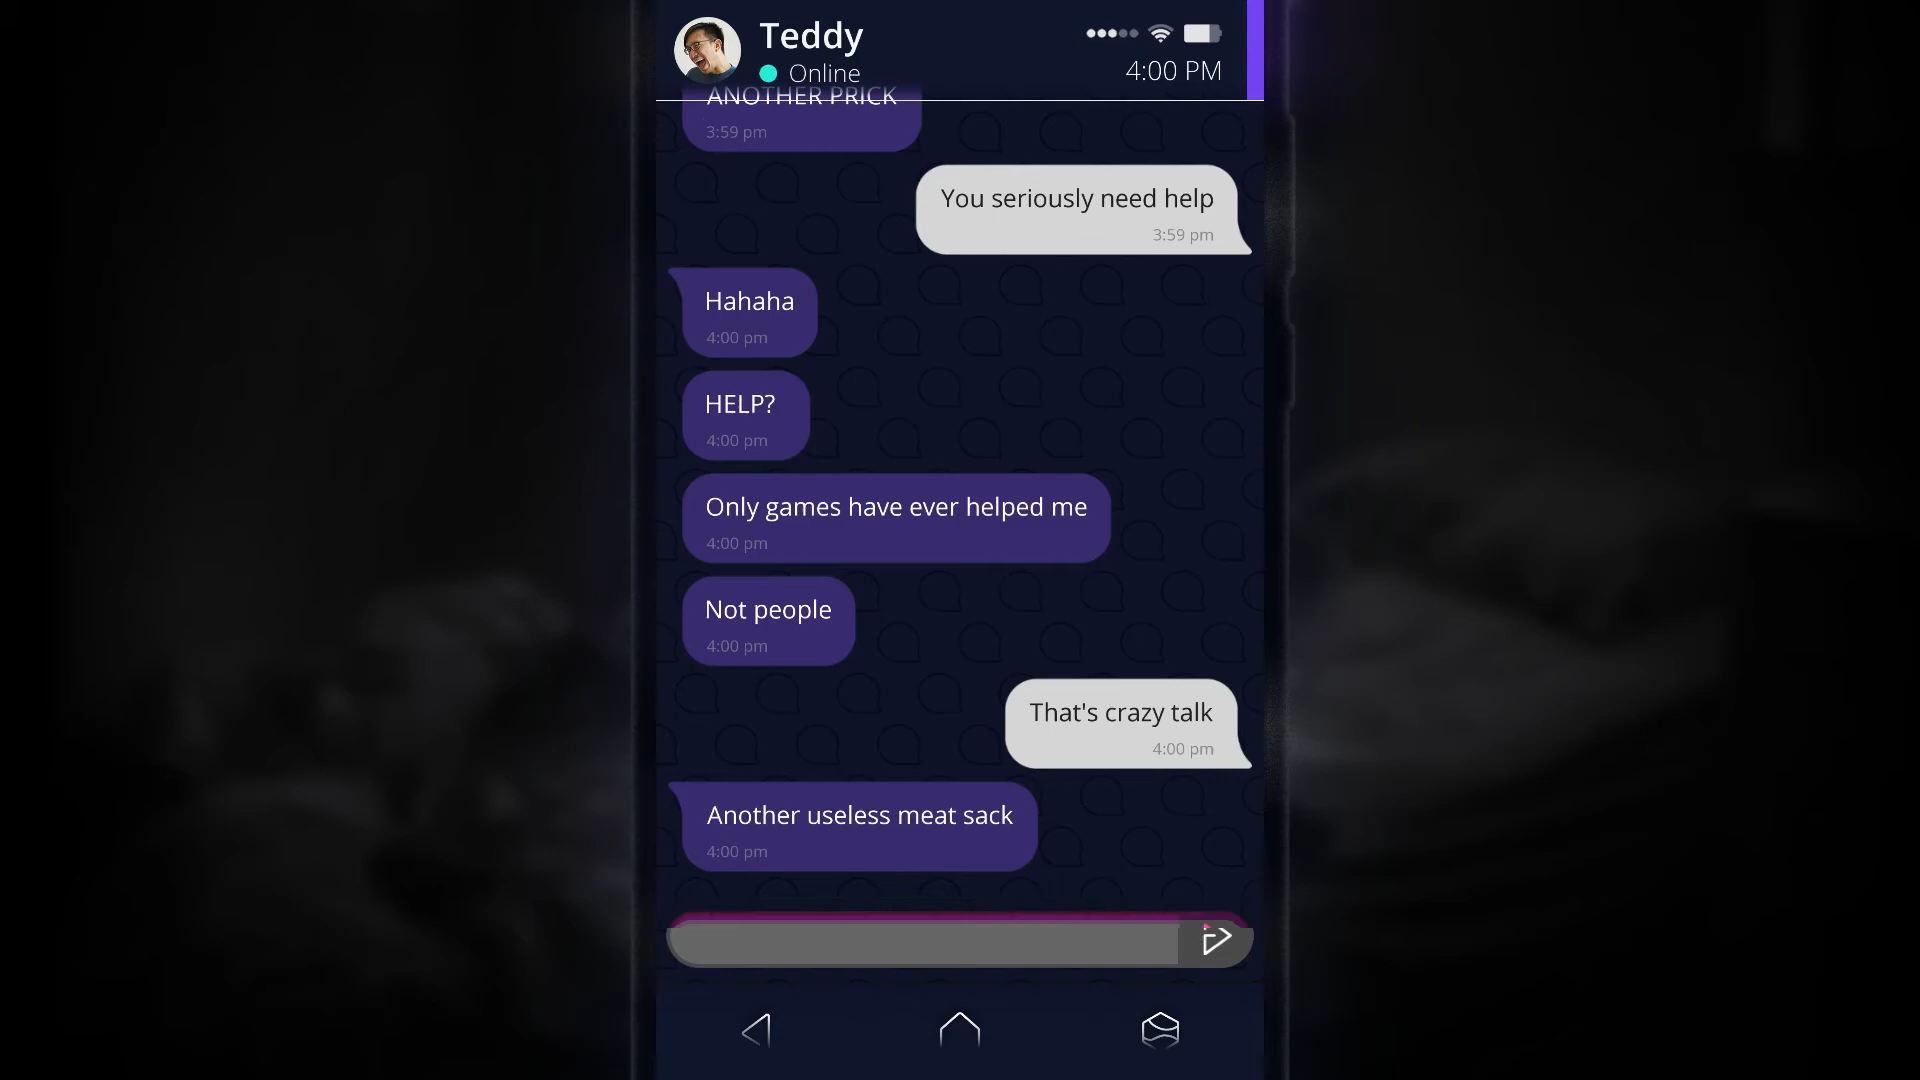 Teddy
Online
4:00 PM
ANOTHER PRICK
3:59 pm
You seriously need help
3:59 pm
Hahaha
4:00 pm
HELP?
4:00 pm
Only games have ever helped me
4:00 pm
Not people
4:00 pm
That's crazy talk
4:00 pm
Another useless meat sack
4:00 pm